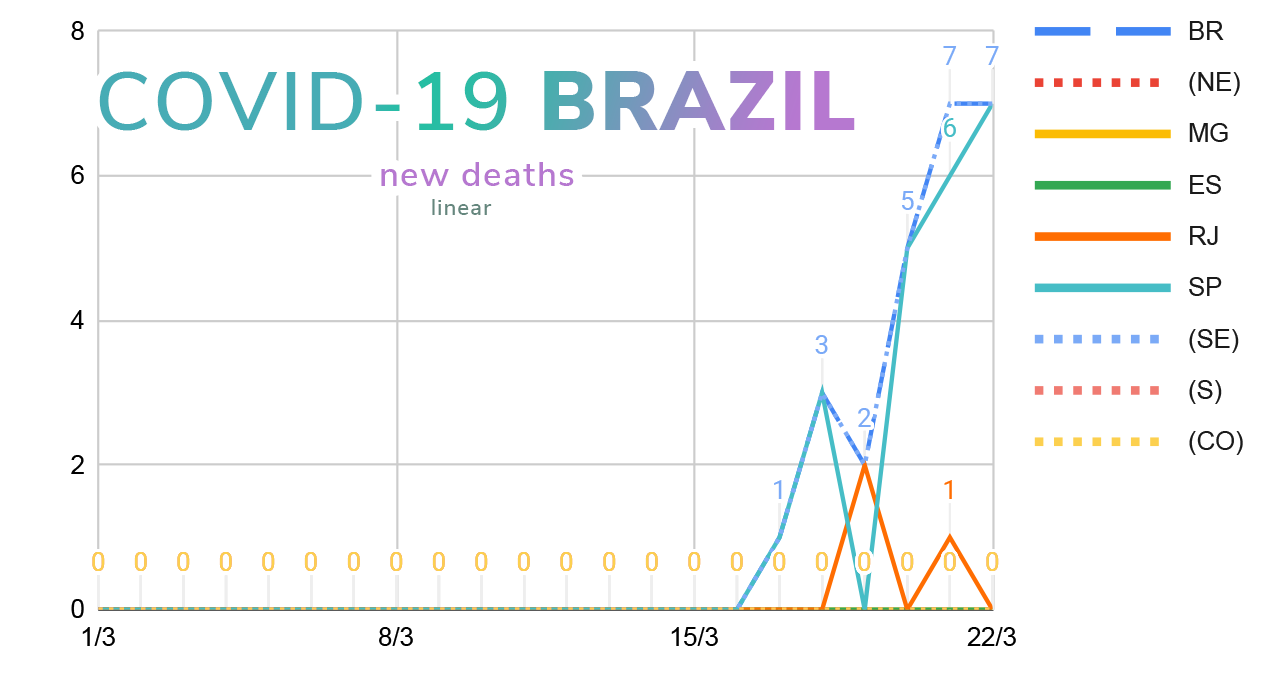 COVID-19 BRAZIL
new deaths
linear
8
6
4
2
0
7 7
6
5
3
2
1 1
0 0 0 0 0 0 0 0 0 0 0 0 0 0 0 0 0 0 0 0 0 0
1/3 8/3 15/3 22/3
BR
(NE)
MG
ES
RJ
SP
(SE)
(S)
(CO)